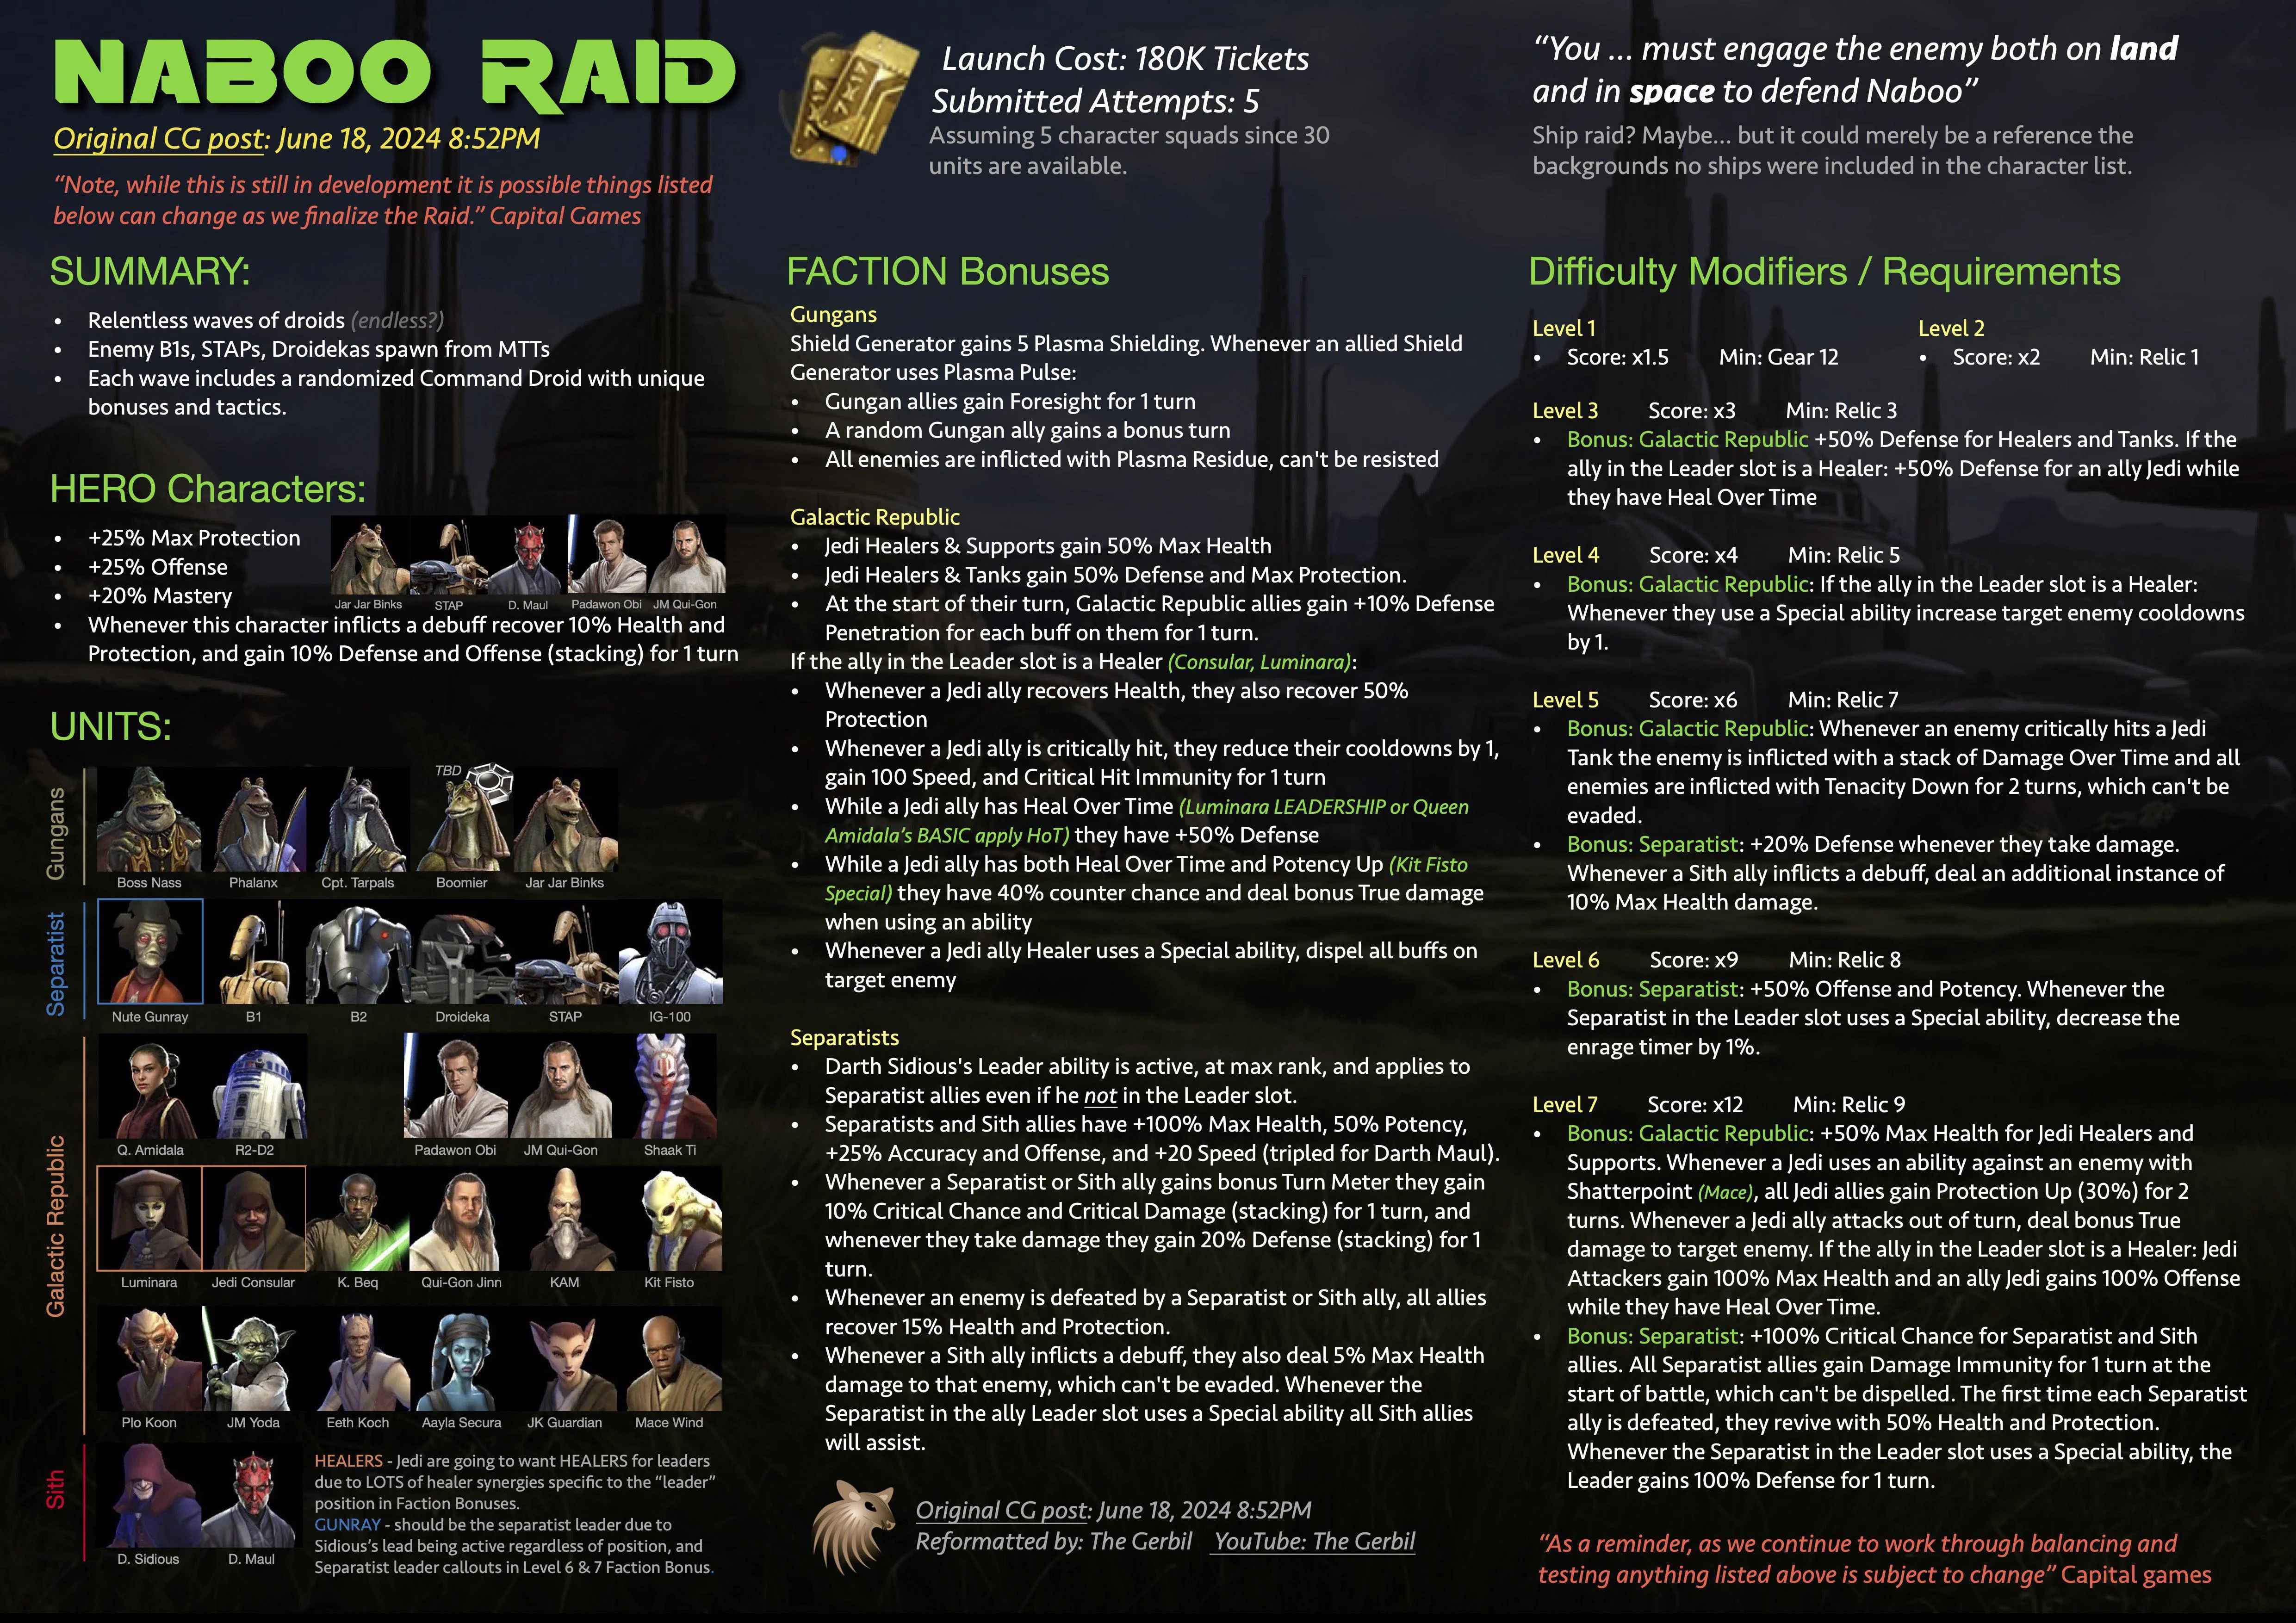 NABOO RAID
Original CG post: June 18, 2024 8:52PM
“Note, while this is still in development it is possible things listed
below can change as we finalize the Raid.” Capital Games
Launch Cost: 180K Tickets
Submitted Attempts: 5
Assuming 5 character squads since 30
units are available.
“You ... must engage the enemy both on land
and in space to defend Naboo”
Ship raid? Maybe... but it could merely be a reference the
backgrounds no ships were included in the character list.
SUMMARY:
• Relentless waves of droids (endless?)
• Enemy B1s, STAPs, Droidekas spawn from MTTs
• Each wave includes a randomized Command Droid with unique
bonuses and tactics.
HERO Characters:
• +25% Max Protection
• +25% Offense
• +20% Mastery
Jar Jar Binks STAP D. Maul Padawon Obi JM Qui-Gon
• Whenever this character inflicts a debuff recover 10% Health and
Protection, and gain 10% Defense and Offense (stacking) for 1 turn
UNITS:
Gungans
TBD
Boss Nass Phalanx Cpt. Tarpals Boomier Jar Jar Binks
Separatist
Nute Gunray B1 B2 Droideka STAP IG-100
Galactic Republic
Q. Amidala R2-D2 Padawon Obi JM Qui-Gon Shaak Ti
Luminara Jedi Consular K. Beq Qui-Gon Jinn KAM Kit Fisto
Plo Koon JM Yoda Eeth Koch Aayla Secura JK Guardian Mace Wind
Sith
D. Sidious D. Maul
HEALERS - Jedi are going to want HEALERS for leaders
due to LOTS of healer synergies specific to the “leader”
position in Faction Bonuses.
GUNRAY - should be the separatist leader due to
Sidious’s lead being active regardless of position, and
Separatist leader callouts in Level 6 & 7 Faction Bonus.
FACTION Bonuses
Gungans
Shield Generator gains 5 Plasma Shielding. Whenever an allied Shield
Generator uses Plasma Pulse:
• Gungan allies gain Foresight for 1 turn
• A random Gungan ally gains a bonus turn
• All enemies are inflicted with Plasma Residue, can't be resisted
Galactic Republic
• Jedi Healers & Supports gain 50% Max Health
• Jedi Healers & Tanks gain 50% Defense and Max Protection.
• At the start of their turn, Galactic Republic allies gain +10% Defense
Penetration for each buff on them for 1 turn.
If the ally in the Leader slot is a Healer (Consular, Luminara):
• Whenever a Jedi ally recovers Health, they also recover 50%
Protection
• Whenever a Jedi ally is critically hit, they reduce their cooldowns by 1,
gain 100 Speed, and Critical Hit Immunity for 1 turn
• While a Jedi ally has Heal Over Time (Luminara LEADERSHIP or Queen
Amidala’s BASIC apply HoT) they have +50% Defense
• While a Jedi ally has both Heal Over Time and Potency Up (Kit Fisto
Special) they have 40% counter chance and deal bonus True damage
when using an ability
• Whenever a Jedi ally Healer uses a Special ability, dispel all buffs on
target enemy
Separatists
• Darth Sidious's Leader ability is active, at max rank, and applies to
Separatist allies even if he not in the Leader slot.
• Separatists and Sith allies have +100% Max Health, 50% Potency,
+25% Accuracy and Offense, and +20 Speed (tripled for Darth Maul).
• Whenever a Separatist or Sith ally gains bonus Turn Meter they gain
10% Critical Chance and Critical Damage (stacking) for 1 turn, and
whenever they take damage they gain 20% Defense (stacking) for 1
turn.
• Whenever an enemy is defeated by a Separatist or Sith ally, all allies
recover 15% Health and Protection.
• Whenever a Sith ally inflicts a debuff, they also deal 5% Max Health
damage to that enemy, which can't be evaded. Whenever the
Separatist in the ally Leader slot uses a Special ability all Sith allies
will assist.
Original CG post: June 18, 2024 8:52PM
Reformatted by: The Gerbil YouTube: The Gerbil
Difficulty Modifiers / Requirements
Level 1 Level 2
• Score: x1.5 Min: Gear 12 • Score: x2 Min: Relic 1
Level 3 Score: x3 Min: Relic 3
• Bonus: Galactic Republic +50% Defense for Healers and Tanks. If the
ally in the Leader slot is a Healer: +50% Defense for an ally Jedi while
they have Heal Over Time
Level 4 Score: x4 Min: Relic 5
• Bonus: Galactic Republic: If the ally in the Leader slot is a Healer:
Whenever they use a Special ability increase target enemy cooldowns
by 1.
Level 5 Score: x6 Min: Relic 7
• Bonus: Galactic Republic: Whenever an enemy critically hits a Jedi
Tank the enemy is inflicted with a stack of Damage Over Time and all
enemies are inflicted with Tenacity Down for 2 turns, which can't be
evaded.
• Bonus: Separatist: +20% Defense whenever they take damage.
Whenever a Sith ally inflicts a debuff, deal an additional instance of
10% Max Health damage.
Level 6 Score: x9 Min: Relic 8
• Bonus: Separatist: +50% Offense and Potency. Whenever the
Separatist in the Leader slot uses a Special ability, decrease the
enrage timer by 1%.
Level 7 Score: x12 Min: Relic 9
• Bonus: Galactic Republic: +50% Max Health for Jedi Healers and
Supports. Whenever a Jedi uses an ability against an enemy with
Shatterpoint (Mace), all Jedi allies gain Protection Up (30%) for 2
turns. Whenever a Jedi ally attacks out of turn, deal bonus True
damage to target enemy. If the ally in the Leader slot is a Healer: Jedi
Attackers gain 100% Max Health and an ally Jedi gains 100% Offense
while they have Heal Over Time.
• Bonus: Separatist: +100% Critical Chance for Separatist and Sith
allies. All Separatist allies gain Damage Immunity for 1 turn at the
start of battle, which can't be dispelled. The first time each Separatist
ally is defeated, they revive with 50% Health and Protection.
Whenever the Separatist in the Leader slot uses a Special ability, the
Leader gains 100% Defense for 1 turn.
“As a reminder, as we continue to work through balancing and
testing anything listed above is subject to change” Capital games